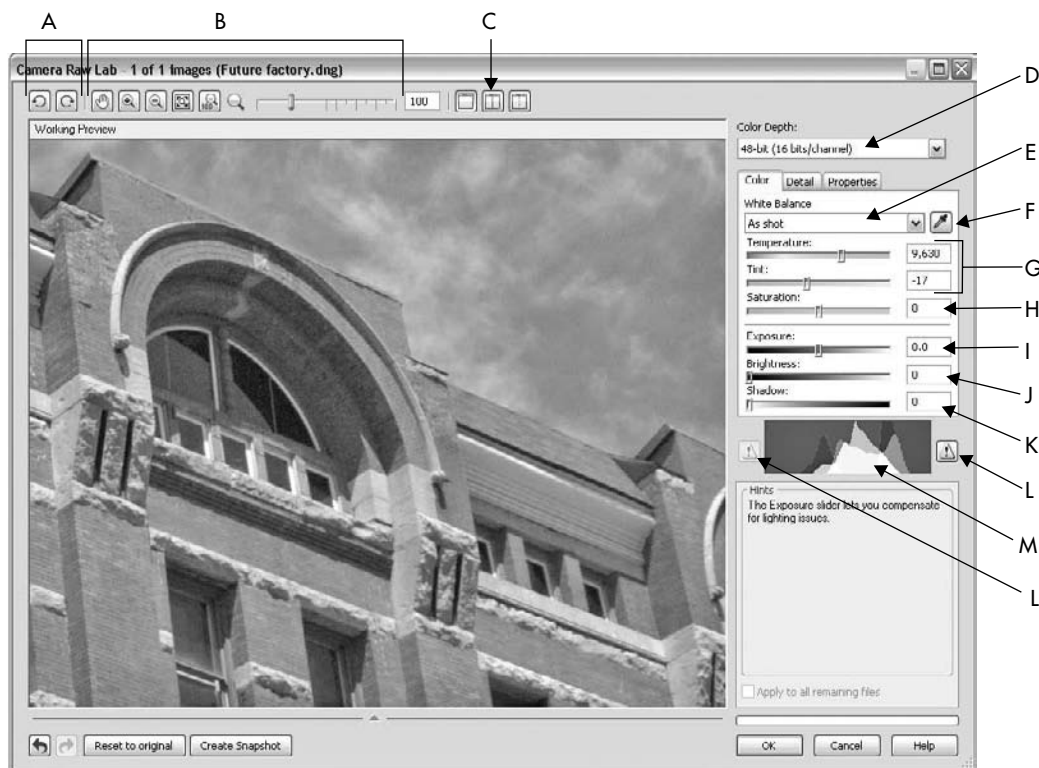 A
B
C
Camera Raw Lab - 1 of 1 Images (Future factory.dng)
D
100
Working Preview
Color Depth:
48-bit (16 bits/channel)
E
Color Detail Properties
White Balance
As shot
F
Temperature:
9,630
G
Tint:
-17
Saturation:
0
H
Exposure:
0.0
I
Brightness:
0
J
Shadow:
0
K
L
Hints
The Exposure slider lets you compensate
for lighting issues.
M
L
Apply to all remaining files
Reset to original Create Snapshot OK Cancel Help